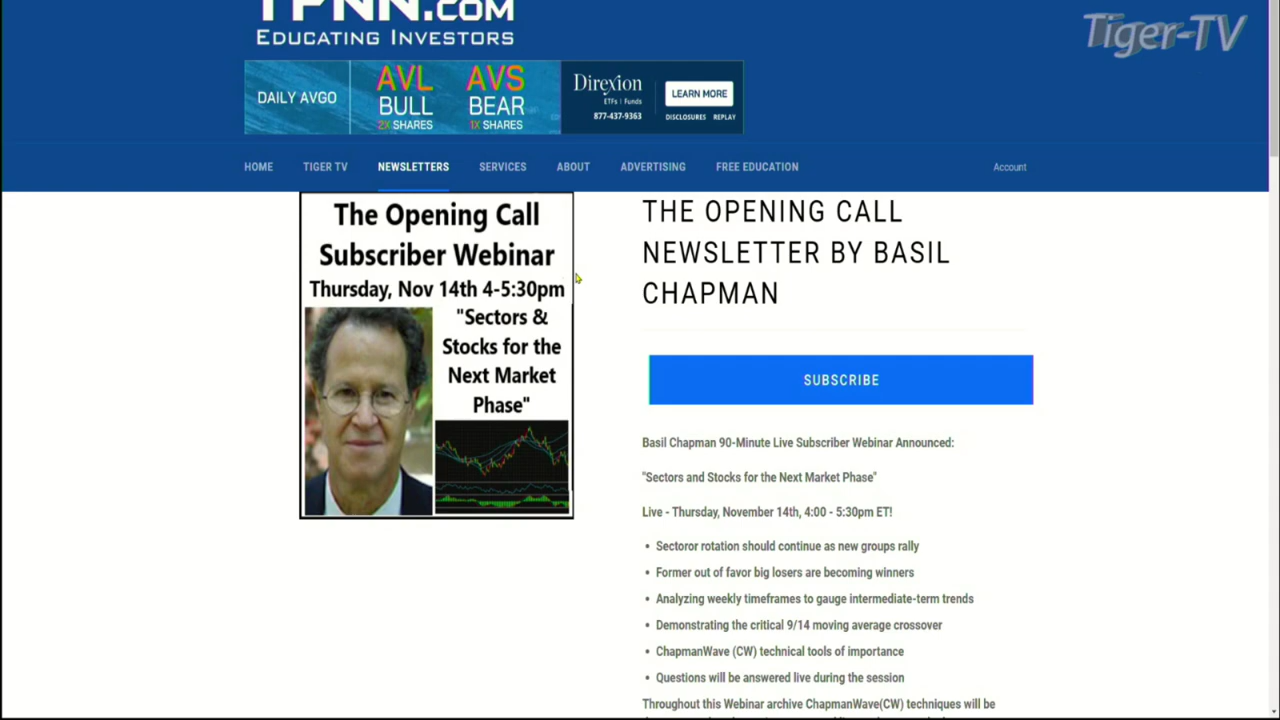 TFNN.COM
EDUCATING INVESTORS
Tiger-TV
DAILY AVGO
AVL
BULL
2X SHARES
AVS
BEAR
1X SHARES
Direxion
ETFs | Funds
877-437-9363
LEARN MORE
DISCLOSURES REPLAY
HOME TIGER TV NEWSLETTERS SERVICES ABOUT ADVERTISING FREE EDUCATION Account
The Opening Call
Subscriber Webinar
Thursday, Nov 14th 4-5:30pm
"Sectors &
Stocks for the
Next Market
Phase"
THE OPENING CALL
NEWSLETTER BY BASIL
CHAPMAN
SUBSCRIBE
Basil Chapman 90-Minute Live Subscriber Webinar Announced:
"Sectors and Stocks for the Next Market Phase"
Live - Thursday, November 14th, 4:00 - 5:30pm ET!
• Sectoror rotation should continue as new groups rally
• Former out of favor big losers are becoming winners
• Analyzing weekly timeframes to gauge intermediate-term trends
• Demonstrating the critical 9/14 moving average crossover
• ChapmanWave (CW) technical tools of importance
• Questions will be answered live during the session
Throughout this Webinar archive ChapmanWave(CW) techniques will be